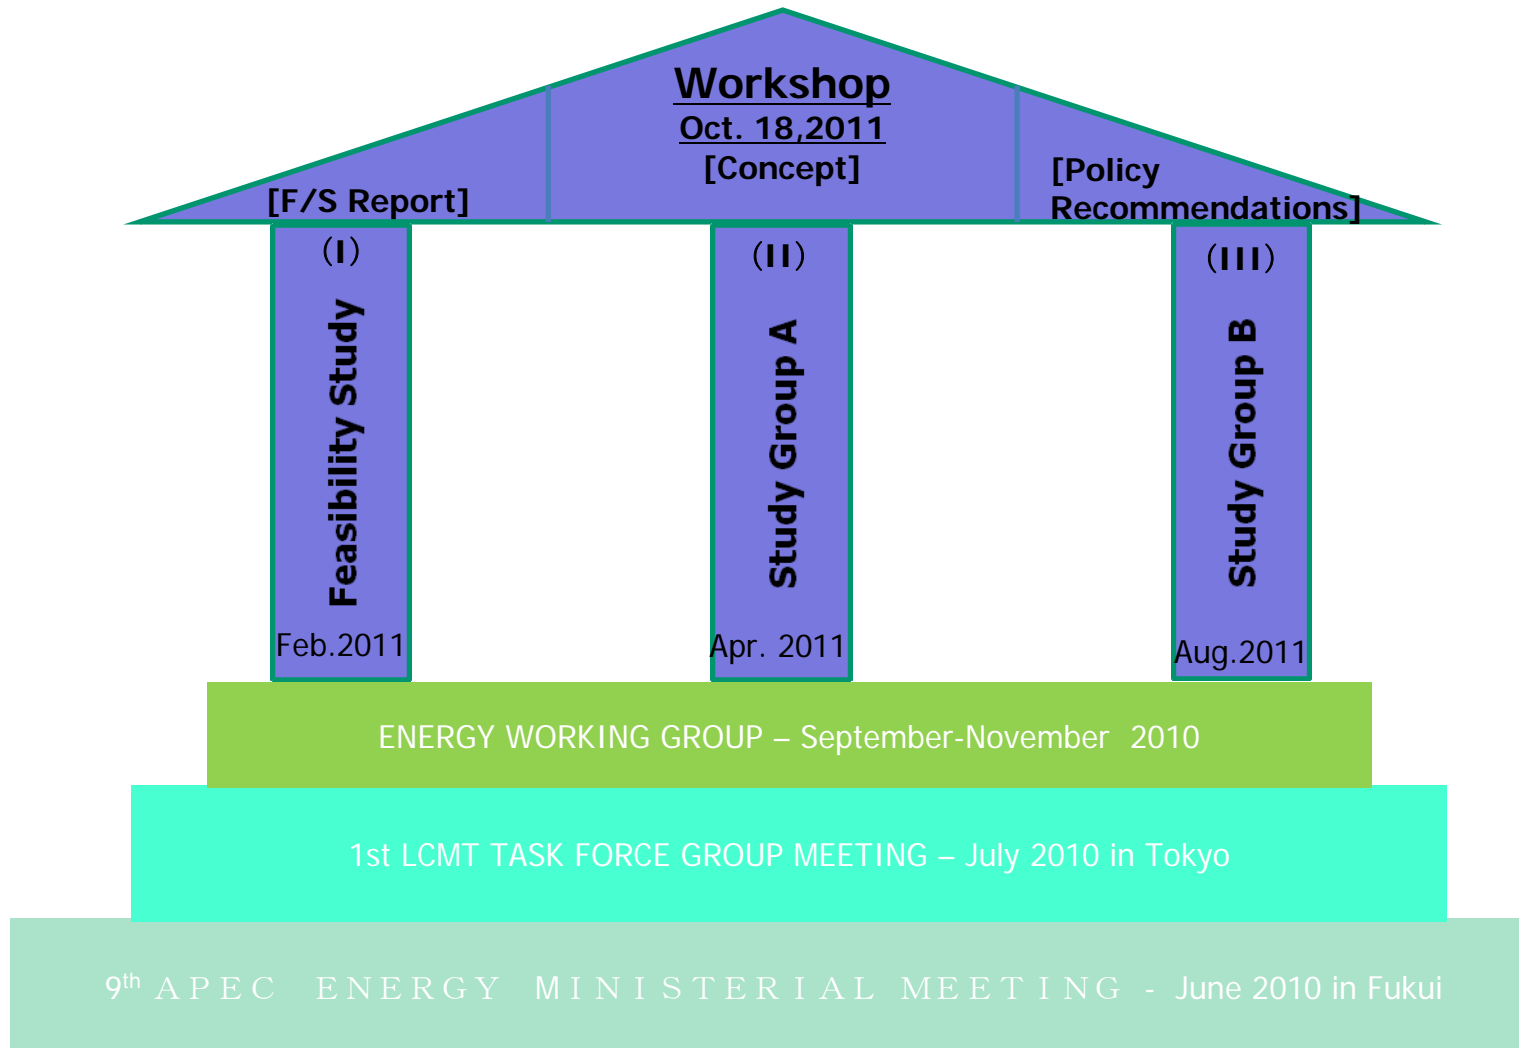 Workshop
Oct. 18,2011
[Concept]
[F/S Report]
[Policy
Recommendations]
(I)
Feasibility Study
Feb.2011
(II)
Study Group A
Apr. 2011
(III)
Study Group B
Aug.2011
ENERGY WORKING GROUP – September-November 2010
1st LCMT TASK FORCE GROUP MEETING – July 2010 in Tokyo
9th ＡＰＥＣ ＥＮＥＲＧＹ MＩＮＩＳＴＥＲＩＡＬ ＭＥＥＴＩＮＧ - June 2010 in Fukui